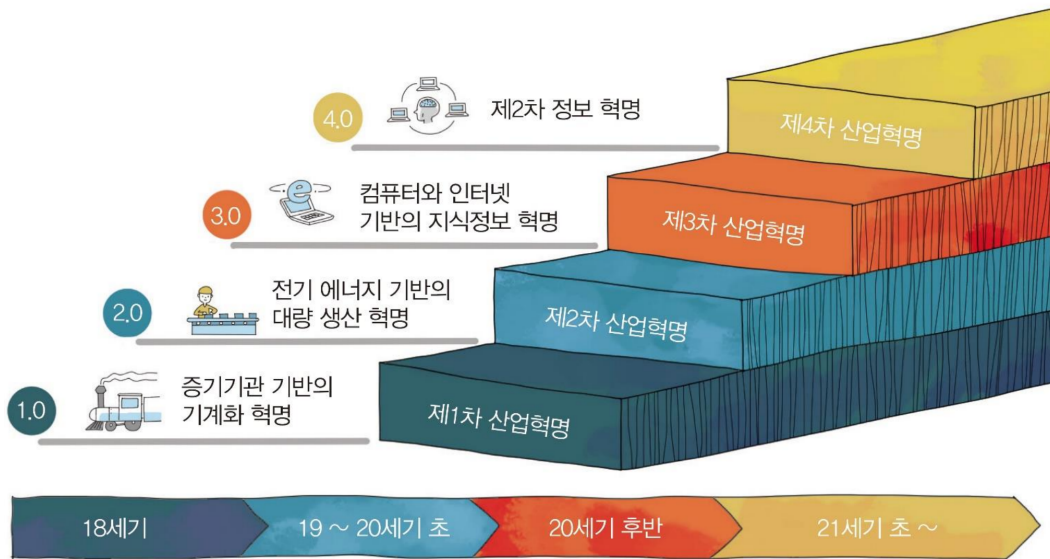 4.0
제2차 정보 혁명
제4차 산업혁명
3.0
컴퓨터와 인터넷
기반의 지식정보 혁명
제3차 산업혁명
2.0
전기 에너지 기반의
대량 생산 혁명
제2차 산업혁명
1.0
증기기관 기반의
기계화 혁명
제1차 산업혁명
18세기
19 ~ 20세기 초
20세기 후반
21세기 초 ~